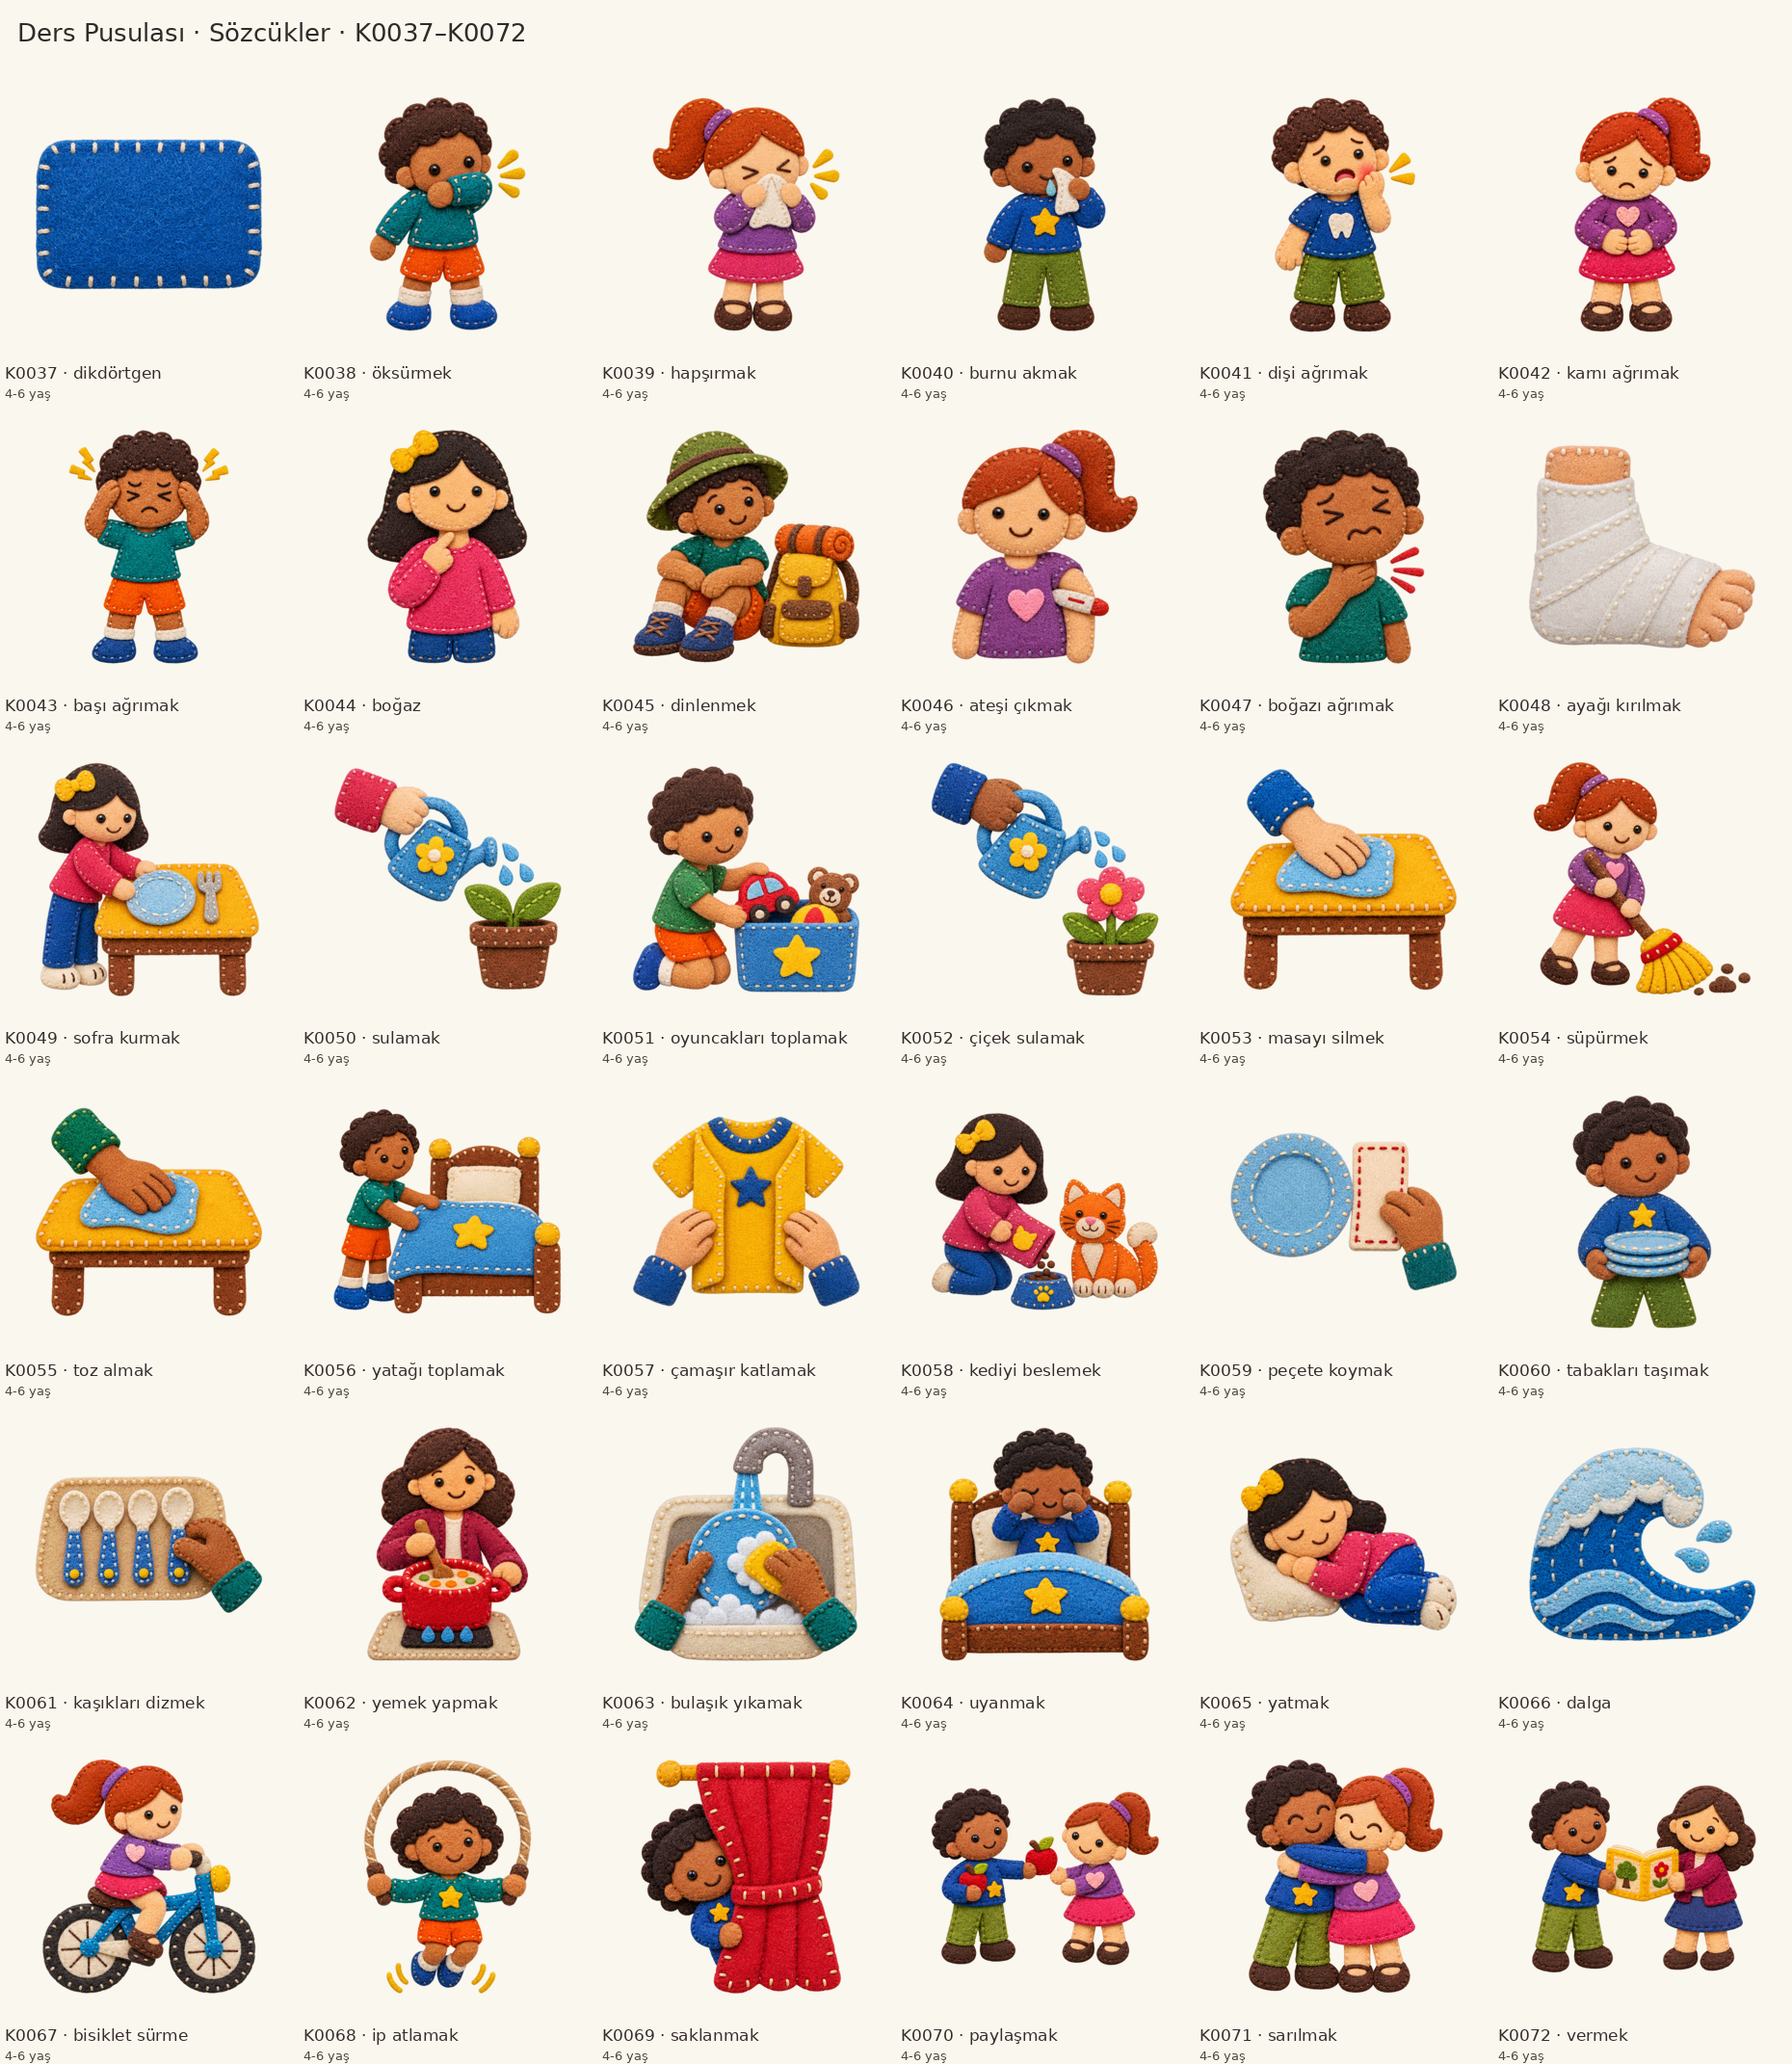 Ders Pusulası · Sözcükler · K0037–K0072
K0037 · dikdörtgen
4-6 yaş
K0038 · öksürmek
4-6 yaş
K0039 · hapşırmak
4-6 yaş
K0040 · burnu akmak
4-6 yaş
K0041 · dişi ağrımak
4-6 yaş
K0042 · karnı ağrımak
4-6 yaş
K0043 · başı ağrımak
4-6 yaş
K0044 · boğaz
4-6 yaş
K0045 · dinlenmek
4-6 yaş
K0046 · ateşi çıkmak
4-6 yaş
K0047 · boğazı ağrımak
4-6 yaş
K0048 · ayağı kırılmak
4-6 yaş
K0049 · sofra kurmak
4-6 yaş
K0050 · sulamak
4-6 yaş
K0051 · oyuncakları toplamak
4-6 yaş
K0052 · çiçek sulamak
4-6 yaş
K0053 · masayı silmek
4-6 yaş
K0054 · süpürmek
4-6 yaş
K0055 · toz almak
4-6 yaş
K0056 · yatağı toplamak
4-6 yaş
K0057 · çamaşır katlamak
4-6 yaş
K0058 · kediyi beslemek
4-6 yaş
K0059 · peçete koymak
4-6 yaş
K0060 · tabakları taşımak
4-6 yaş
K0061 · kaşıkları dizmek
4-6 yaş
K0062 · yemek yapmak
4-6 yaş
K0063 · bulaşık yıkamak
4-6 yaş
K0064 · uyanmak
4-6 yaş
K0065 · yatmak
4-6 yaş
K0066 · dalga
4-6 yaş
K0067 · bisiklet sürme
4-6 yaş
K0068 · ip atlamak
4-6 yaş
K0069 · saklanmak
4-6 yaş
K0070 · paylaşmak
4-6 yaş
K0071 · sarılmak
4-6 yaş
K0072 · vermek
4-6 yaş